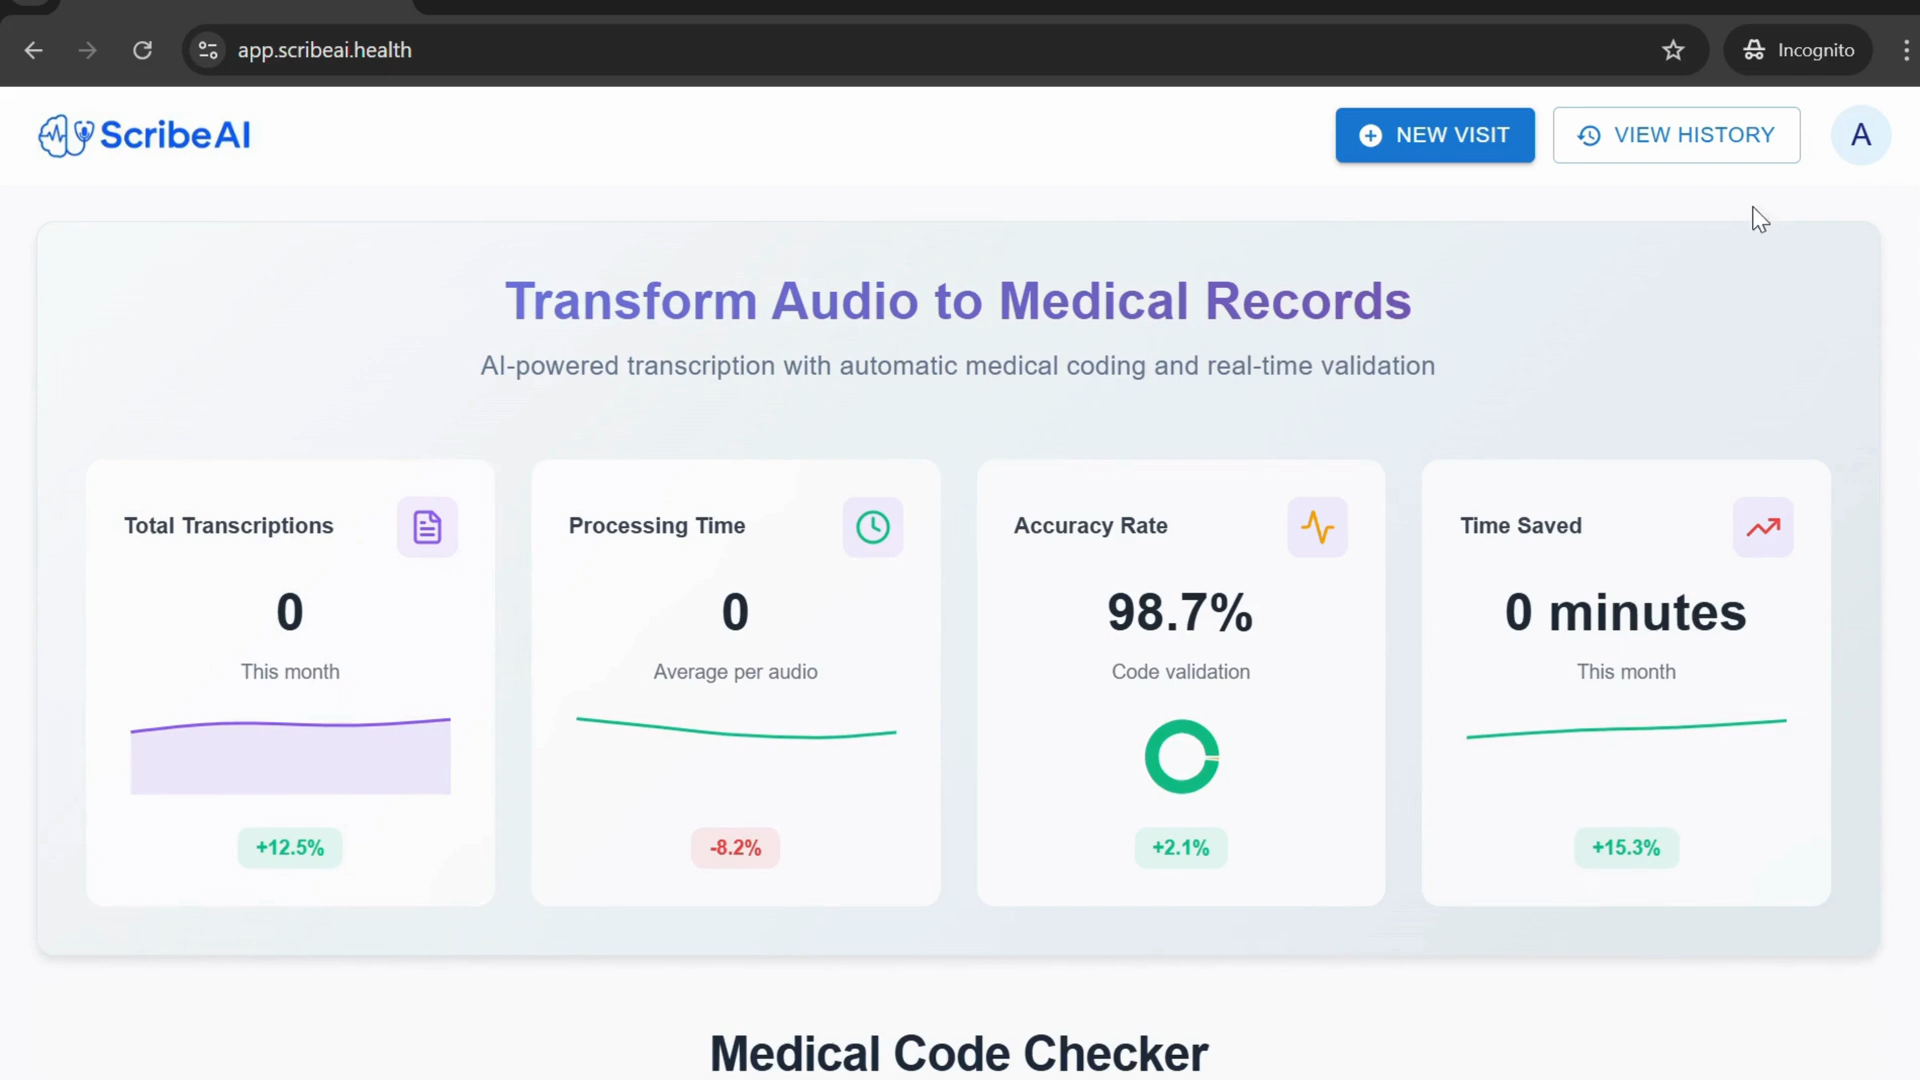 app.scribeai.health
Incognito
ScribeAI
NEW VISIT
VIEW HISTORY
A
Transform Audio to Medical Records
AI-powered transcription with automatic medical coding and real-time validation
Total Transcriptions
0
This month
+12.5%
Processing Time
0
Average per audio
-8.2%
Accuracy Rate
98.7%
Code validation
+2.1%
Time Saved
0 minutes
This month
+15.3%
Medical Code Checker